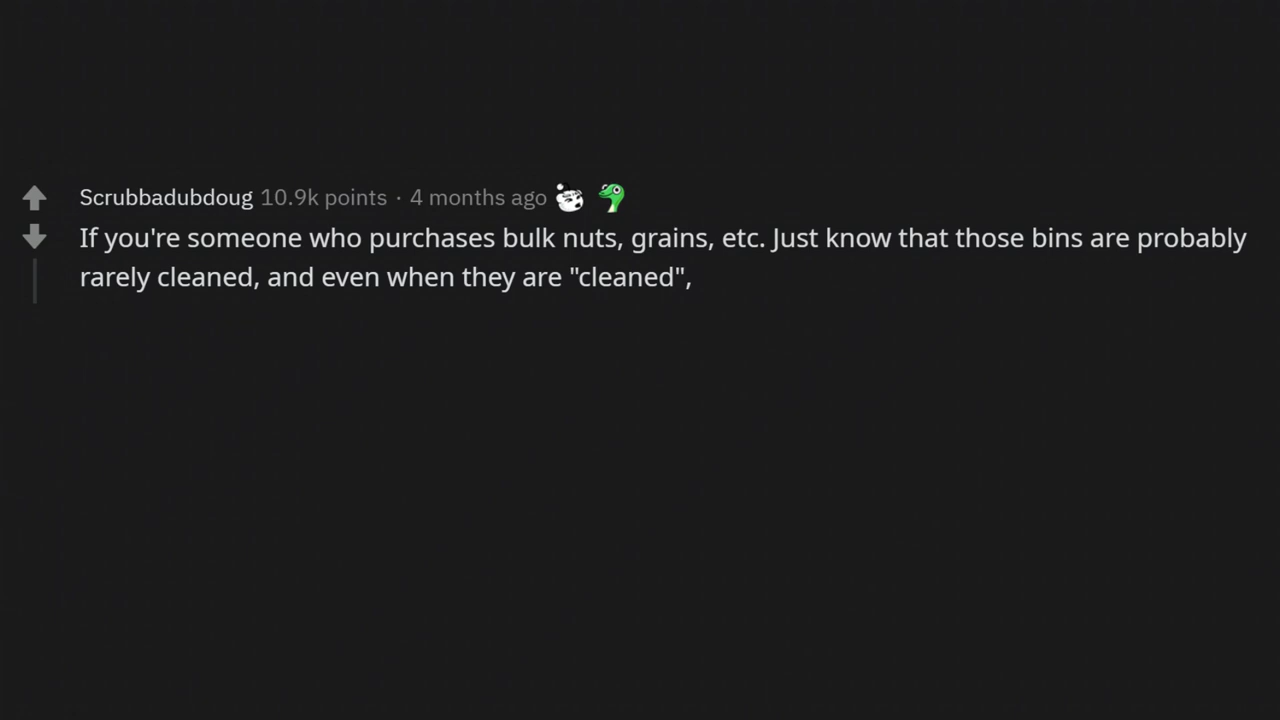 Scrubbadubdoug 10.9k points · 4 months ago
If you're someone who purchases bulk nuts, grains, etc. Just know that those bins are probably
rarely cleaned, and even when they are "cleaned",